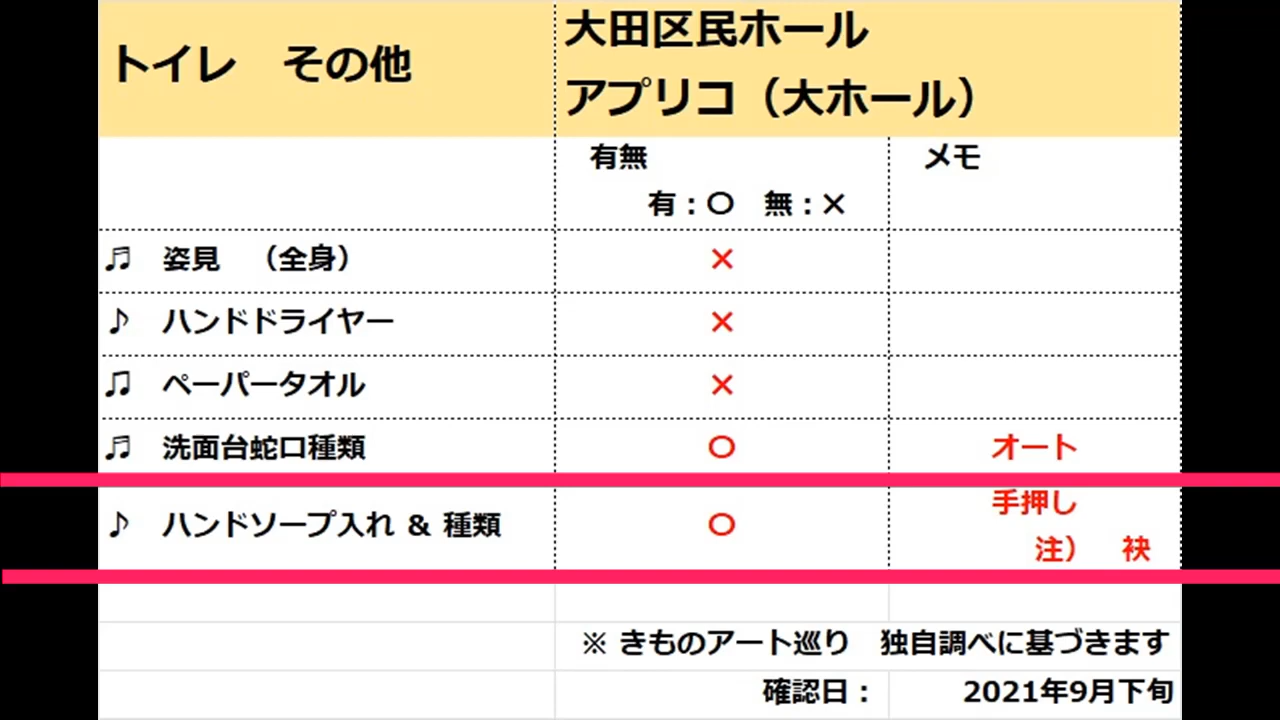 トイレ　その他
大田区民ホール
アプリコ（大ホール）
有無
メモ
有：〇　無：×
♬　姿見　（全身）　×
♪　ハンドドライヤー　×
♫　ペーパータオル　×
♬　洗面台蛇口種類　〇　オート
♪　ハンドソープ入れ & 種類　〇　手押し
注）　袂
※ きものアート巡り　独自調べに基づきます
確認日：　2021年9月下旬